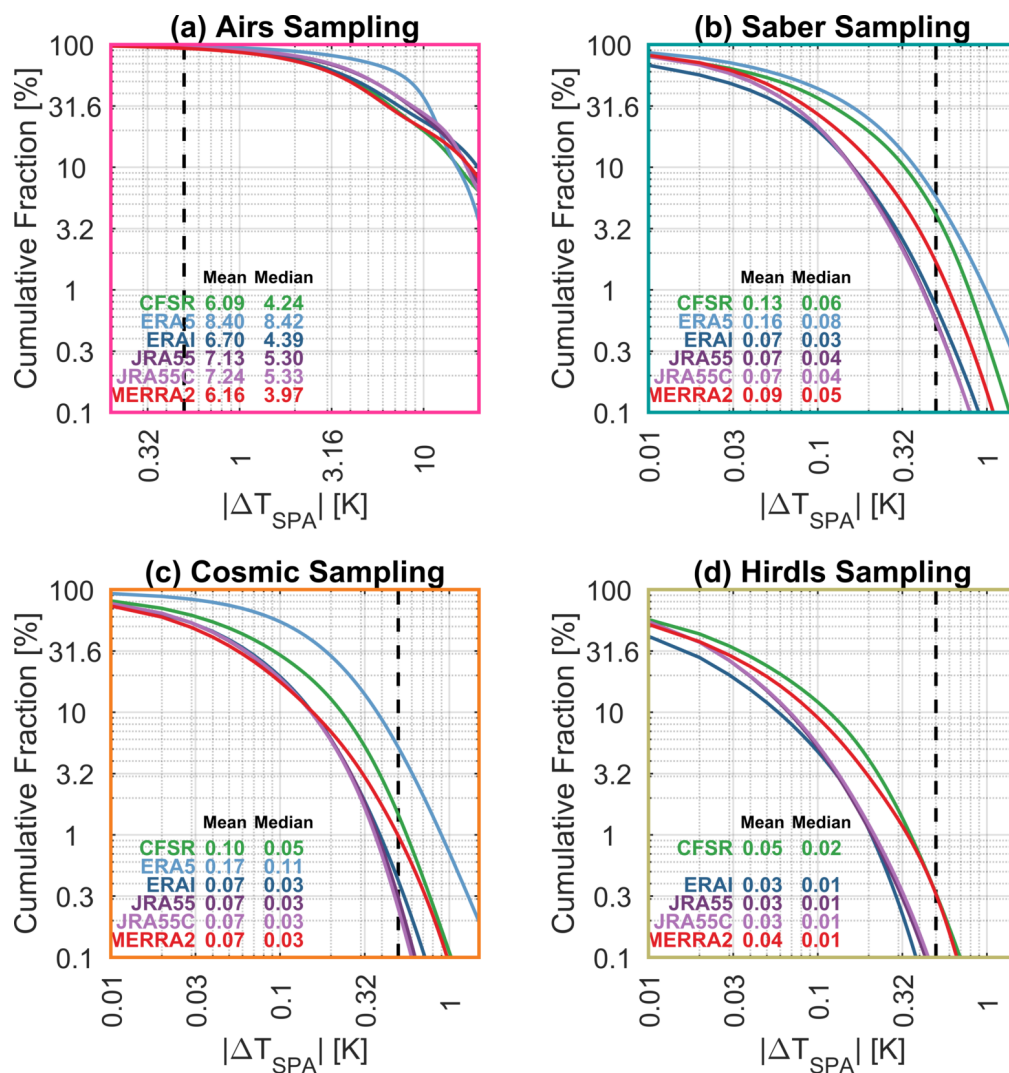 (a) Airs Sampling
Cumulative Fraction [%]
100
31.6
10
3.2
1
0.3
0.1
Mean Median
CFSR 6.09 4.24
ERA5 8.40 8.42
ERAI 6.70 4.39
JRA55 7.13 5.30
JRA55C 7.24 5.33
MERRA2 6.16 3.97
0.32 1 3.16 10
|ΔT_SPA| [K]
(b) Saber Sampling
Cumulative Fraction [%]
100
31.6
10
3.2
1
0.3
0.1
Mean Median
CFSR 0.13 0.06
ERA5 0.16 0.08
ERAI 0.07 0.03
JRA55 0.07 0.04
JRA55C 0.07 0.04
MERRA2 0.09 0.05
0.01 0.03 0.1 0.32 1
|ΔT_SPA| [K]
(c) Cosmic Sampling
Cumulative Fraction [%]
100
31.6
10
3.2
1
0.3
0.1
Mean Median
CFSR 0.10 0.05
ERA5 0.17 0.11
ERAI 0.07 0.03
JRA55 0.07 0.03
JRA55C 0.07 0.03
MERRA2 0.07 0.03
0.01 0.03 0.1 0.32 1
|ΔT_SPA| [K]
(d) Hirdls Sampling
Cumulative Fraction [%]
100
31.6
10
3.2
1
0.3
0.1
Mean Median
CFSR 0.05 0.02
ERAI 0.03 0.01
JRA55 0.03 0.01
JRA55C 0.03 0.01
MERRA2 0.04 0.01
0.01 0.03 0.1 0.32 1
|ΔT_SPA| [K]